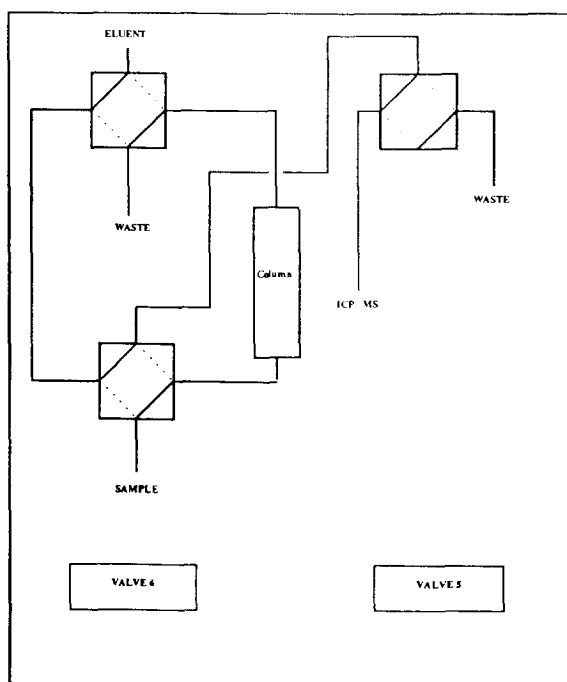 ELUENT
WASTE
WASTE
Column
ICP MS
SAMPLE
VALVE 6
VALVE 5